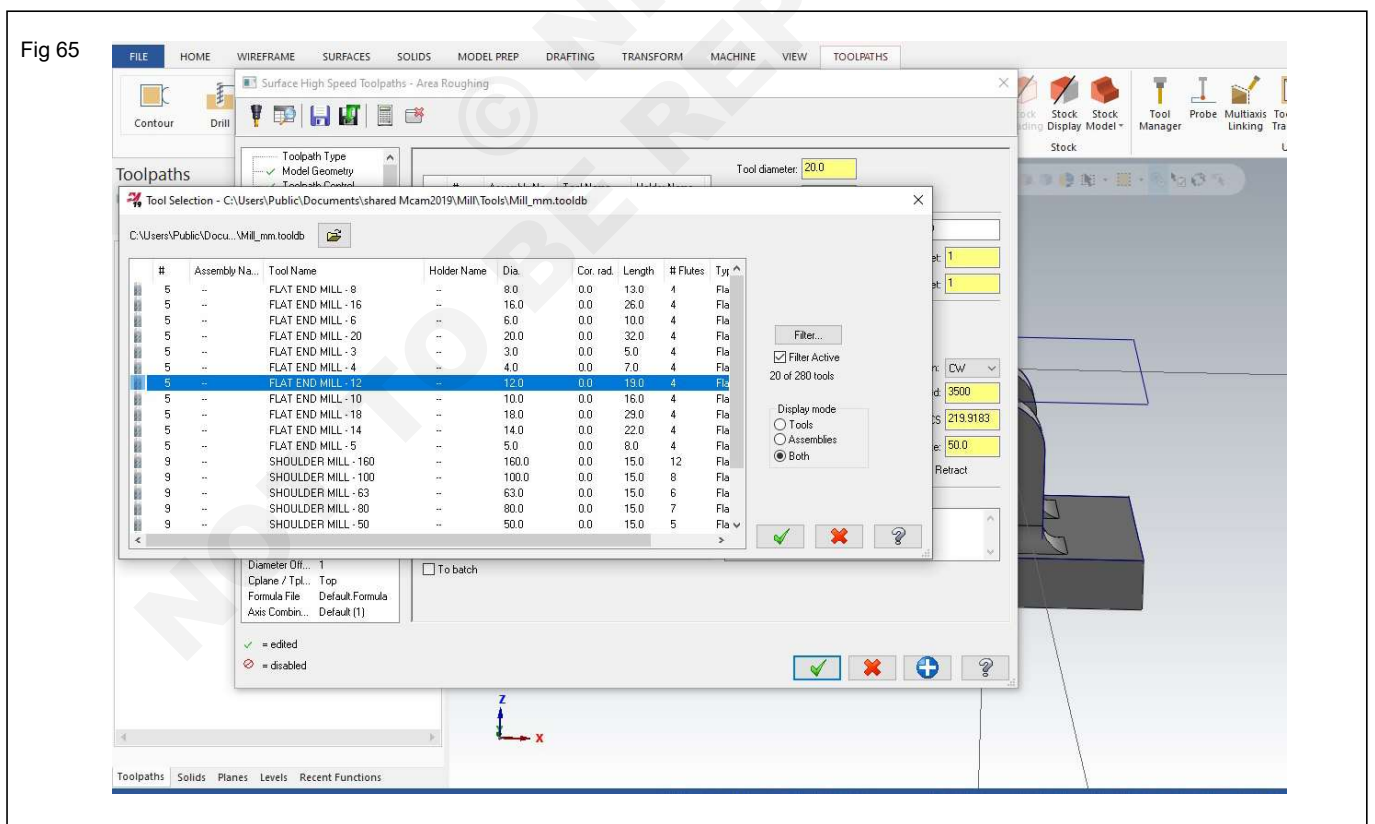 Fig 65
FILE HOME WIREFRAME SURFACES SOLIDS MODEL PREP DRAFTING TRANSFORM MACHINE VIEW TOOLPATHS
Surface High Speed Toolpaths - Area Roughing
Contour Drill
Stock Display Stock Model Tool Manager Probe Multiaxis Linking
Stock
Toolpaths
Toolpath Type
Model Geometry
Toolpath Control
Tool diameter: 20.0
Tool Selection - C:\Users\Public\Documents\shared Mcam2019\Mill\Tools\Mill_mm.tooldb
C:\Users\Public\Docu...\Mill_mm.tooldb
# Assembly Na... Tool Name Holder Name Dia. Cor. rad. Length # Flutes
5 -- FLAT END MILL - 8 -- 8.0 0.0 13.0 4 Fla
5 -- FLAT END MILL - 16 -- 16.0 0.0 26.0 4 Fla
5 -- FLAT END MILL - 6 -- 6.0 0.0 10.0 4 Fla
5 -- FLAT END MILL - 20 -- 20.0 0.0 32.0 4 Fla
5 -- FLAT END MILL - 3 -- 3.0 0.0 5.0 4 Fla
5 -- FLAT END MILL - 4 -- 4.0 0.0 7.0 4 Fla
5 -- FLAT END MILL - 12 -- 12.0 0.0 19.0 4 Fla
5 -- FLAT END MILL - 10 -- 10.0 0.0 16.0 4 Fla
5 -- FLAT END MILL - 18 -- 18.0 0.0 29.0 4 Fla
5 -- FLAT END MILL - 14 -- 14.0 0.0 22.0 4 Fla
5 -- FLAT END MILL - 5 -- 5.0 0.0 8.0 4 Fla
9 -- SHOULDER MILL - 160 -- 160.0 0.0 15.0 12 Fla
9 -- SHOULDER MILL - 100 -- 100.0 0.0 15.0 8 Fla
9 -- SHOULDER MILL - 63 -- 63.0 0.0 15.0 6 Fla
9 -- SHOULDER MILL - 80 -- 80.0 0.0 15.0 7 Fla
9 -- SHOULDER MILL - 50 -- 50.0 0.0 15.0 5 Fla
Filter...
Filter Active
20 of 280 tools
Display mode
Tools
Assemblies
Both
1
1
CW
3500
219.9183
50.0
Retract
Diameter Off... 1
Cplane / Tpl... Top
Formula File Default.Formula
Axis Combin... Default (1)
To batch
= edited
= disabled
Z
X
Toolpaths Solids Planes Levels Recent Functions